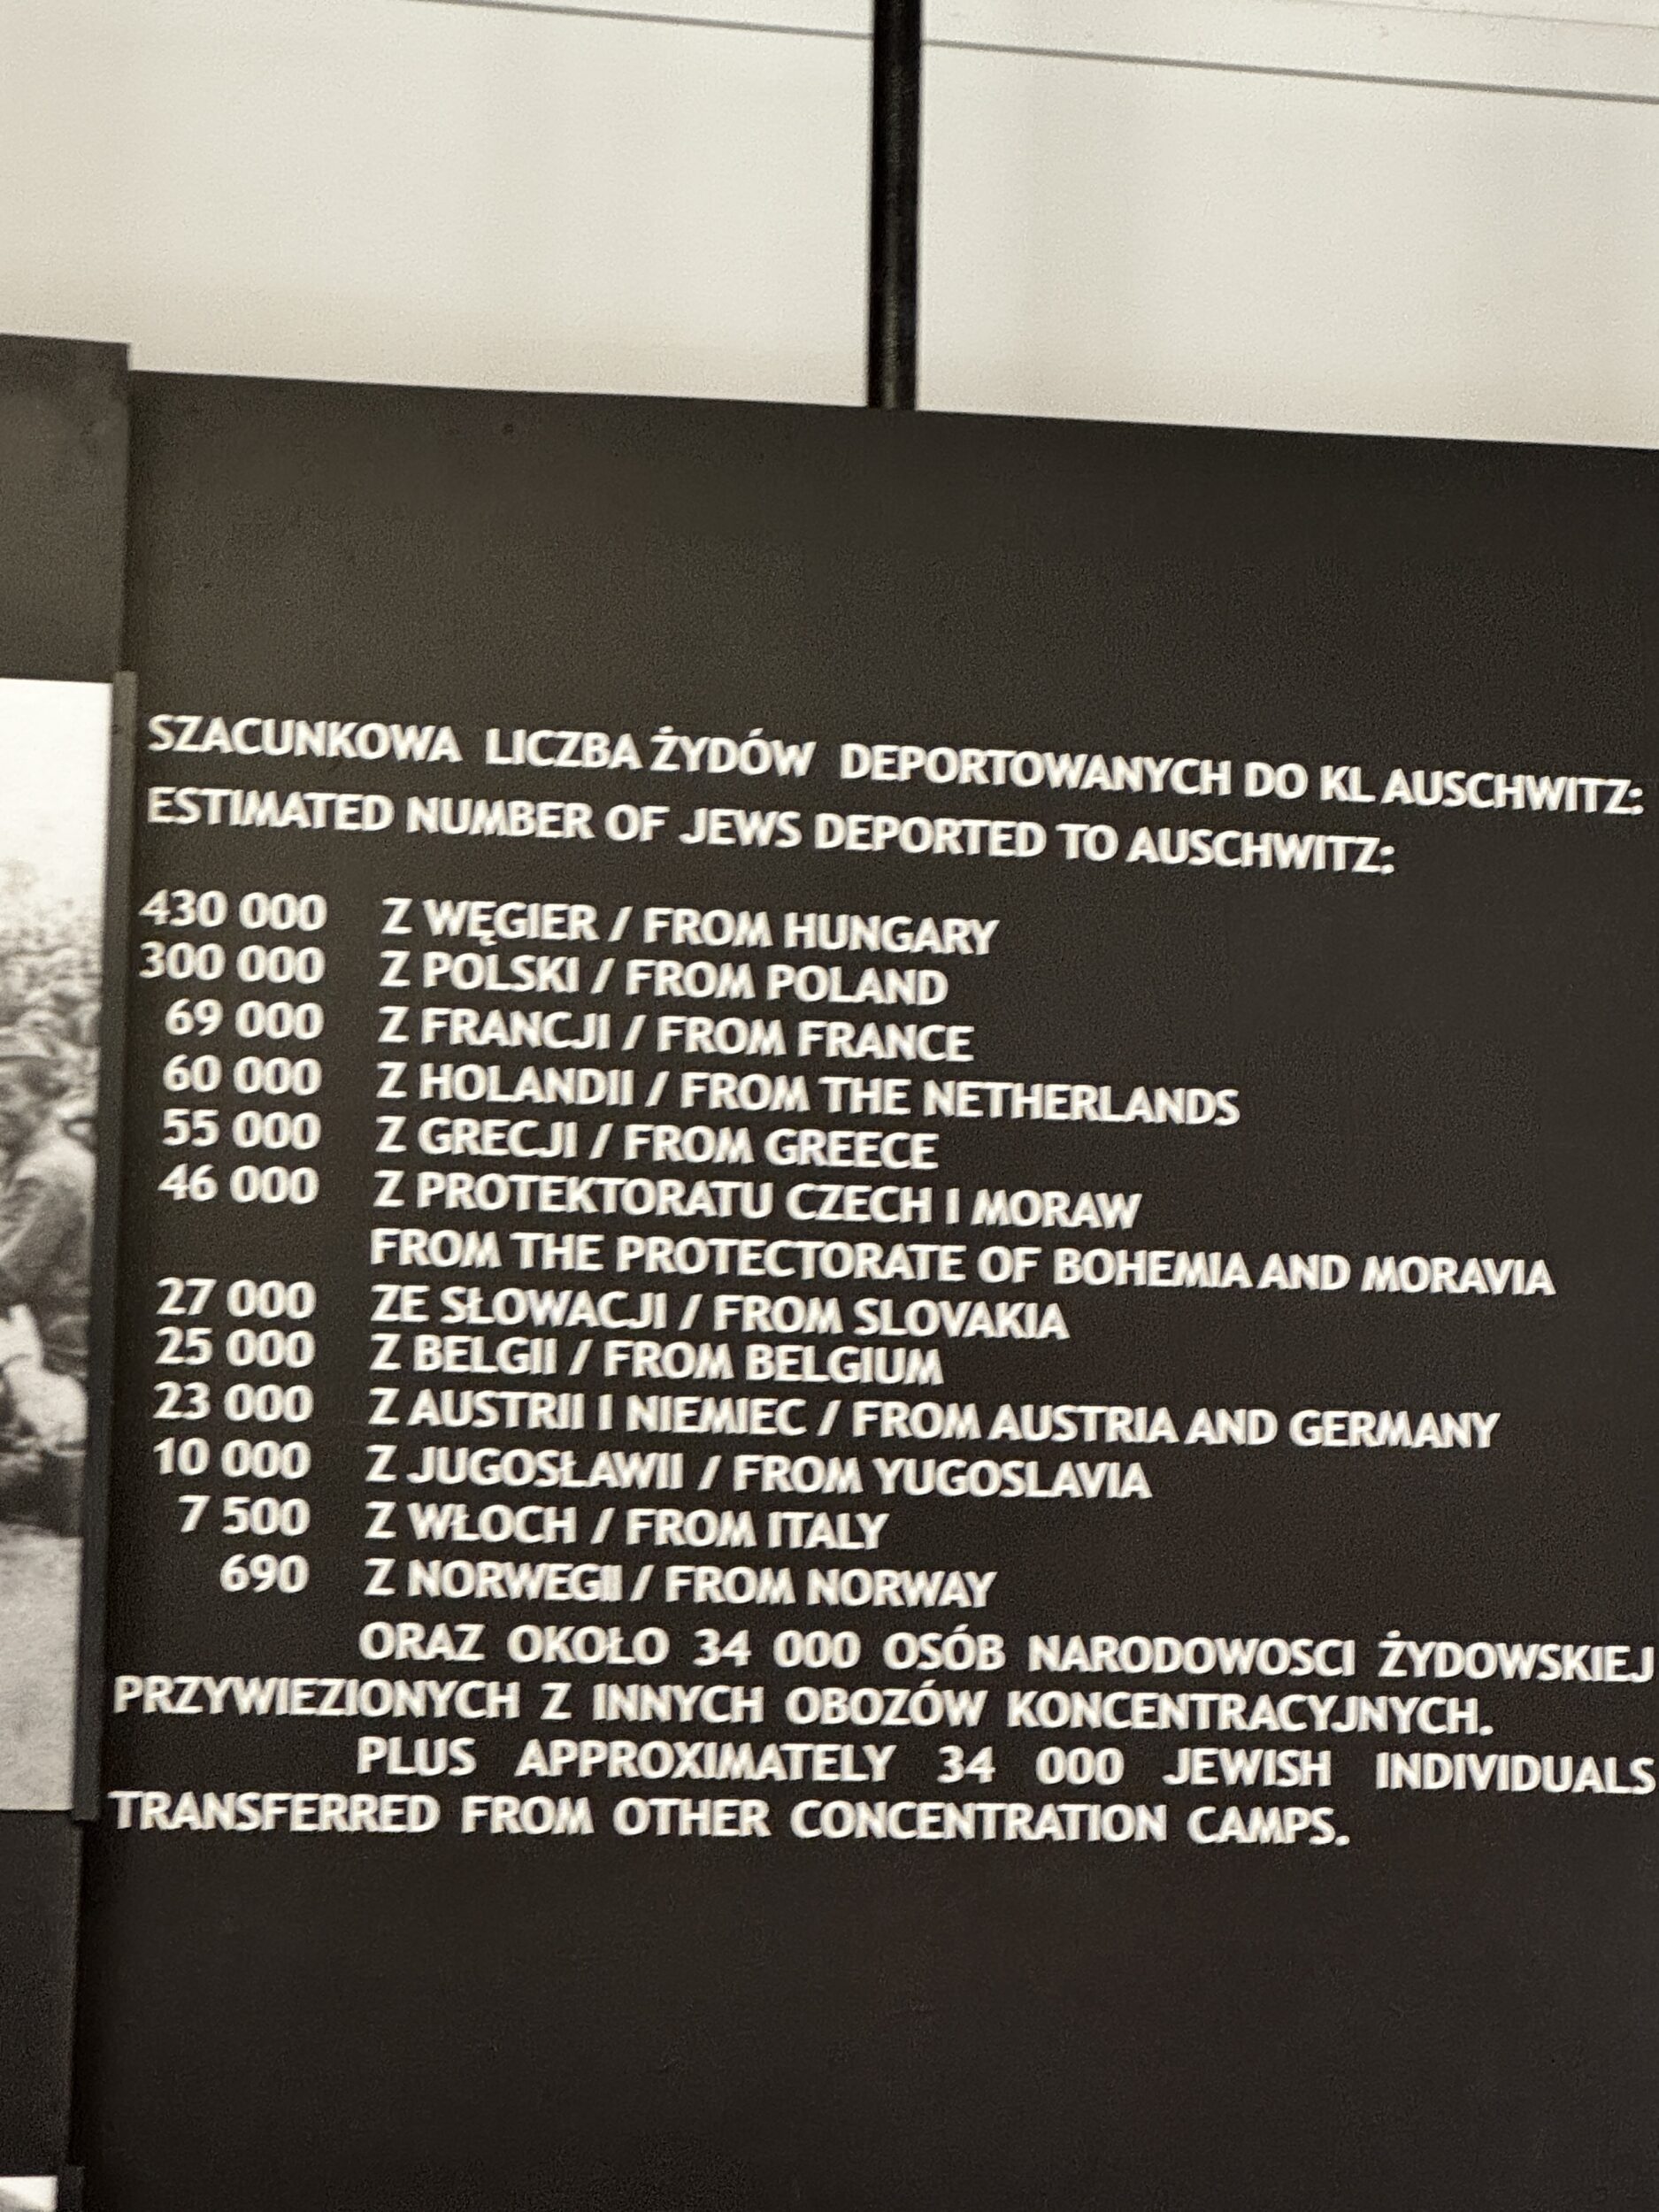 SZACUNKOWA LICZBA ŻYDÓW DEPORTOWANYCH DO KL AUSCHWITZ:
ESTIMATED NUMBER OF JEWS DEPORTED TO AUSCHWITZ:
430 000 Z WĘGIER / FROM HUNGARY
300 000 Z POLSKI / FROM POLAND
69 000 Z FRANCJI / FROM FRANCE
60 000 Z HOLANDII / FROM THE NETHERLANDS
55 000 Z GRECJI / FROM GREECE
46 000 Z PROTEKTORATU CZECH I MORAW
FROM THE PROTECTORATE OF BOHEMIA AND MORAVIA
27 000 ZE SŁOWACJI / FROM SLOVAKIA
25 000 Z BELGII / FROM BELGIUM
23 000 Z AUSTRII I NIEMIEC / FROM AUSTRIA AND GERMANY
10 000 Z JUGOSŁAWII / FROM YUGOSLAVIA
7 500 Z WŁOCH / FROM ITALY
690 Z NORWEGII / FROM NORWAY
ORAZ OKOŁO 34 000 OSÓB NARODOWOSCI ŻYDOWSKIEJ
PRZYWIEZIONYCH Z INNYCH OBOZÓW KONCENTRACYJNYCH.
PLUS APPROXIMATELY 34 000 JEWISH INDIVIDUALS
TRANSFERRED FROM OTHER CONCENTRATION CAMPS.